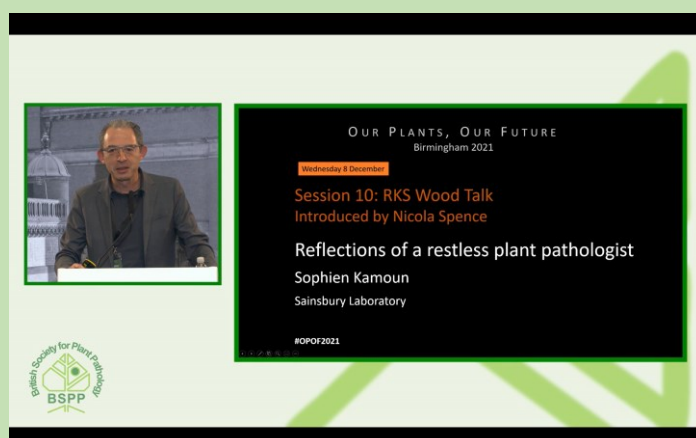 OUR PLANTS, OUR FUTURE
Birmingham 2021
Wednesday 8 December
Session 10: RKS Wood Talk
Introduced by Nicola Spence
Reflections of a restless plant pathologist
Sophien Kamoun
Sainsbury Laboratory
#OPOF2021
British Society for Plant Pathology
BSPP